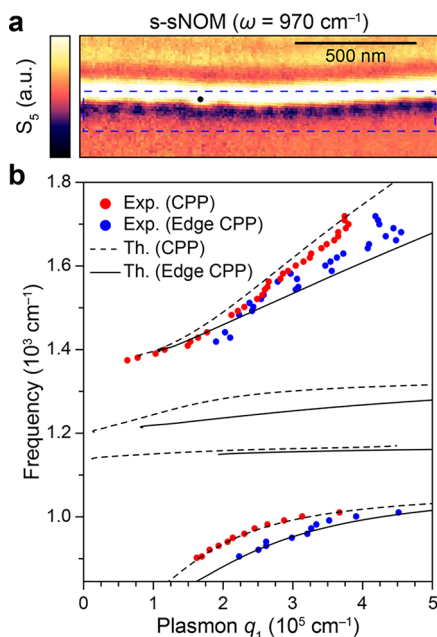 a
s-sNOM (ω = 970 cm⁻¹)
S₅ (a.u.)
500 nm
b
Exp. (CPP)
Exp. (Edge CPP)
Th. (CPP)
Th. (Edge CPP)
Frequency (10³ cm⁻¹)
1.8
1.6
1.4
1.2
1.0
0 1 2 3 4 5
Plasmon q₁ (10⁵ cm⁻¹)